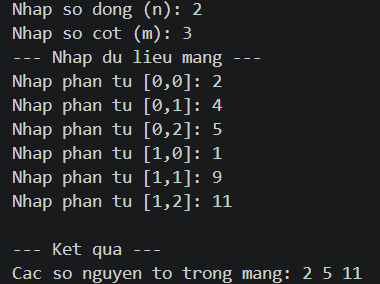 Nhap so dong (n): 2
Nhap so cot (m): 3
--- Nhap du lieu mang ---
Nhap phan tu [0,0]: 2
Nhap phan tu [0,1]: 4
Nhap phan tu [0,2]: 5
Nhap phan tu [1,0]: 1
Nhap phan tu [1,1]: 9
Nhap phan tu [1,2]: 11
--- Ket qua ---
Cac so nguyen to trong mang: 2 5 11